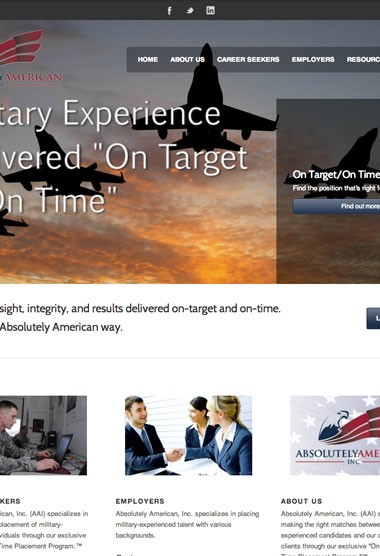 HOME ABOUT US CAREER SEEKERS EMPLOYERS RESOURC
YAMERICAN
itary Experience
ivered "On Target
On Time"
On Target/On Time
Find the position that's right f
Find out more
sight, integrity, and results delivered on-target and on-time.
Absolutely American way.
L
KERS
rican, Inc. (AAI) specializes in
placement of military-
viduals through our exclusive
Time Placement Program.™
EMPLOYERS
Absolutely American, Inc. specializes in placing
military-experienced talent with various
backgrounds.
ABSOLUTELYAMERI
INC
ABOUT US
Absolutely American, Inc. (AAI) s
making the right matches betwee
experienced candidates and our c
clients through our exclusive "On